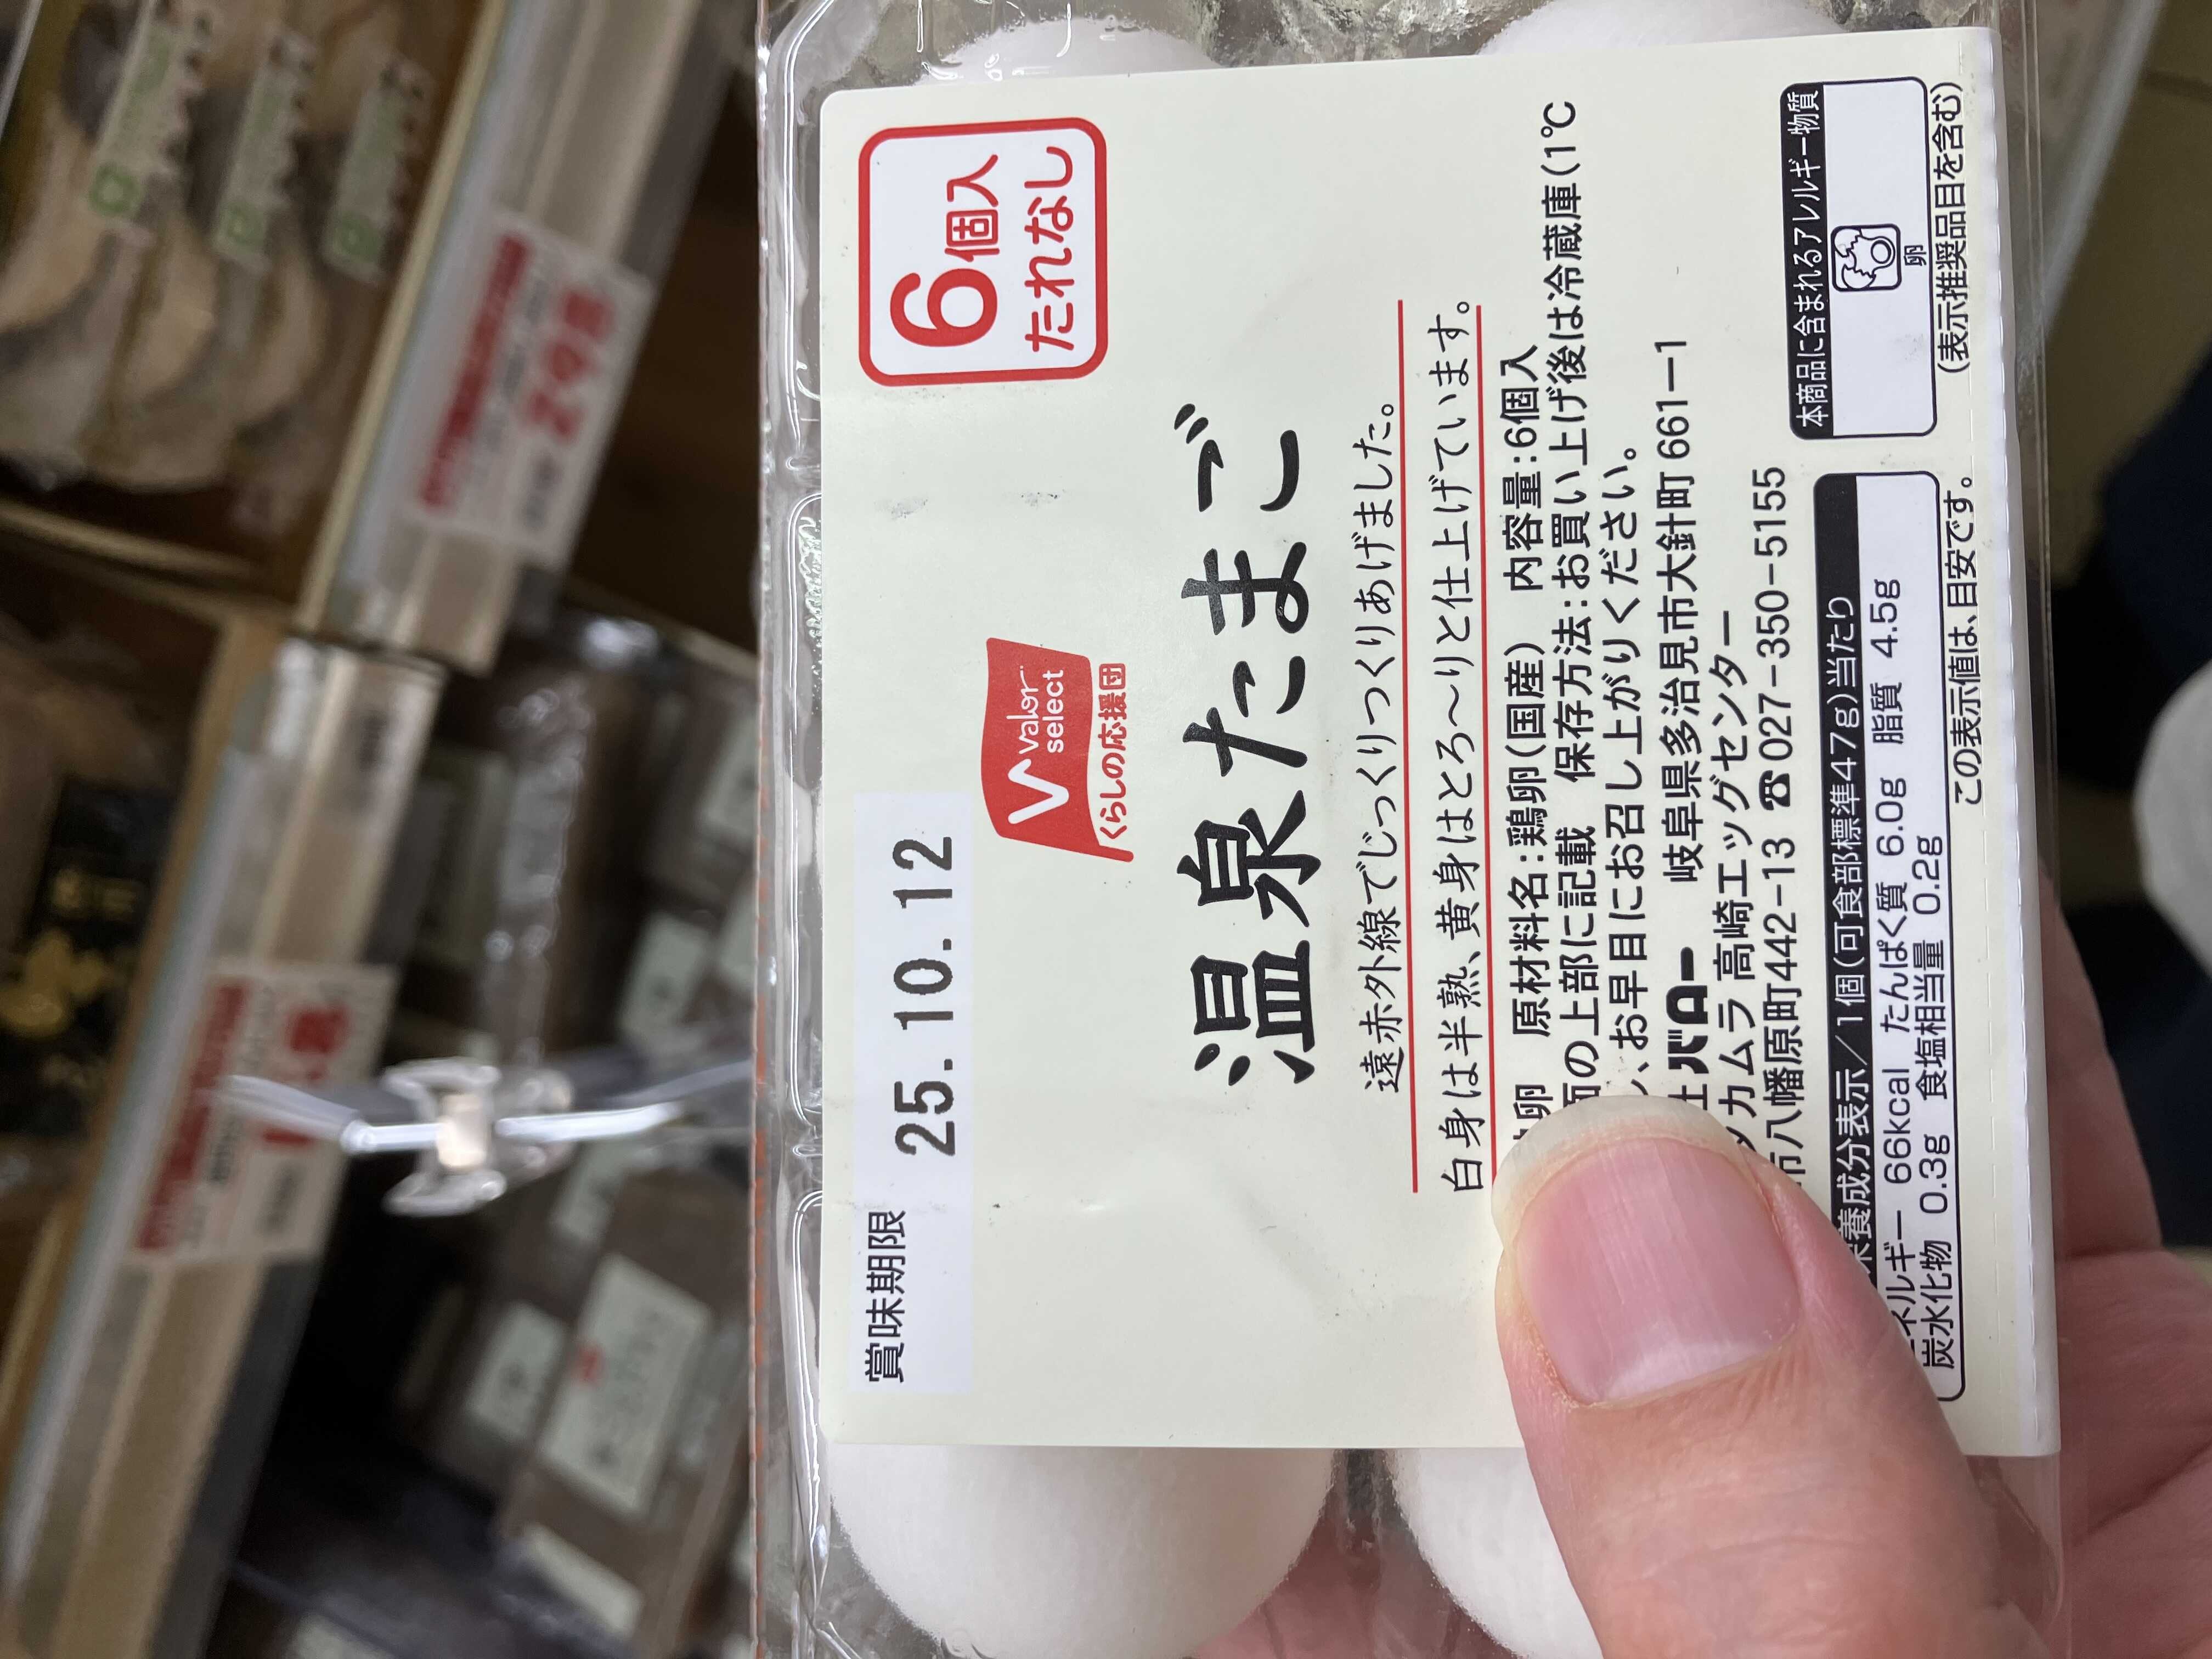 賞味期限 25.10.12
6個入
たれなし
Valor
select
くらしの応援団
温泉たまご
遠赤外線でじっくりつくりあげました。
白身は半熟、黄身はとろ～りと仕上げています。
卵 原材料名:鶏卵(国産) 内容量:6個入
面の上部に記載 保存方法:お買い上げ後は冷蔵庫(1℃
、お早目にお召し上がりください。
社バロー 岐阜県多治見市大針町661-1
カムラ 高崎エッグセンター
市八幡原町442-13 ☎027-350-5155
養成分表示/1個(可食部標準47g)当たり
ネルギー 66kcal たんぱく質 6.0g 脂質 4.5g
炭水化物 0.3g 食塩相当量 0.2g
この表示値は、目安です。
本商品に含まれるアレルギー物質
卵
(表示推奨品目を含む)